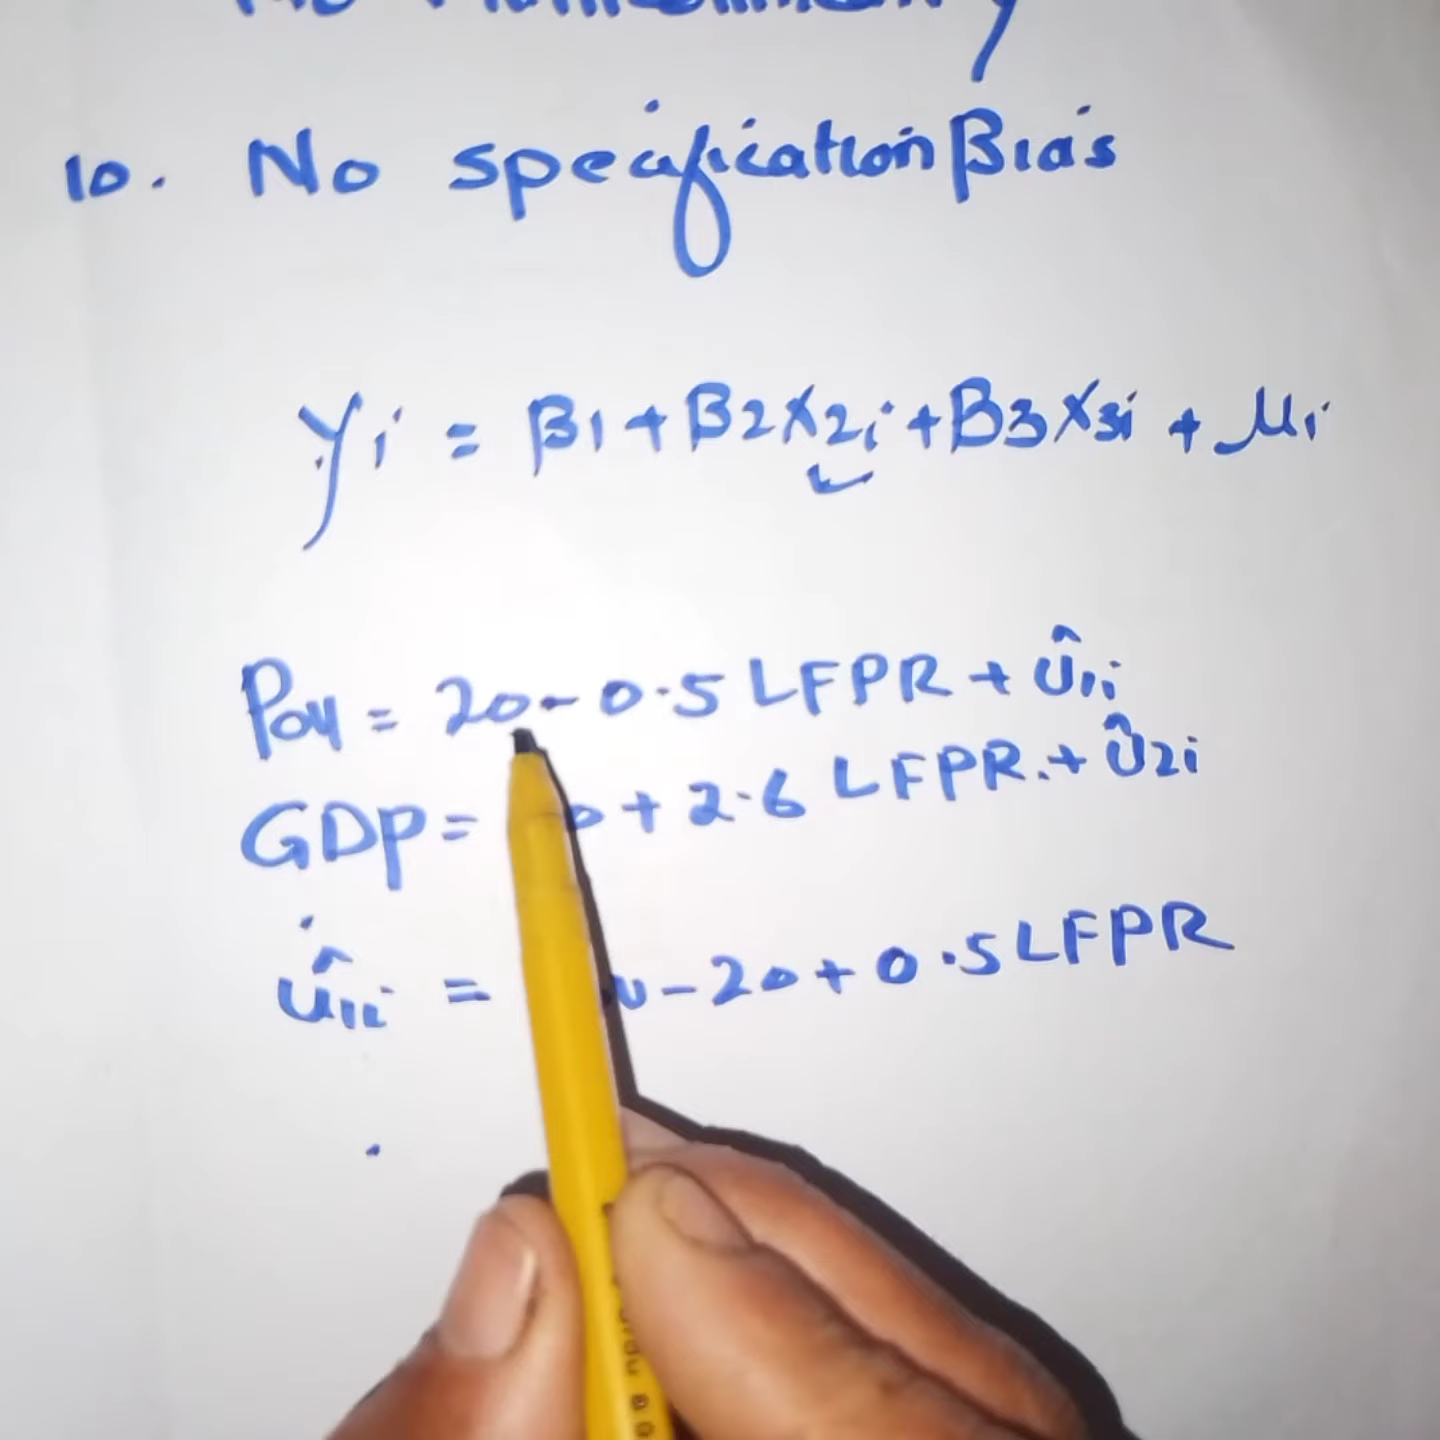 10. No specification Bias
Yi = β1 + β2X2i + β3X3i + μi
Pov = 20 - 0.5 LFPR + û1i
GDP = + 2.6 LFPR + û2i
û1i = - 20 + 0.5 LFPR